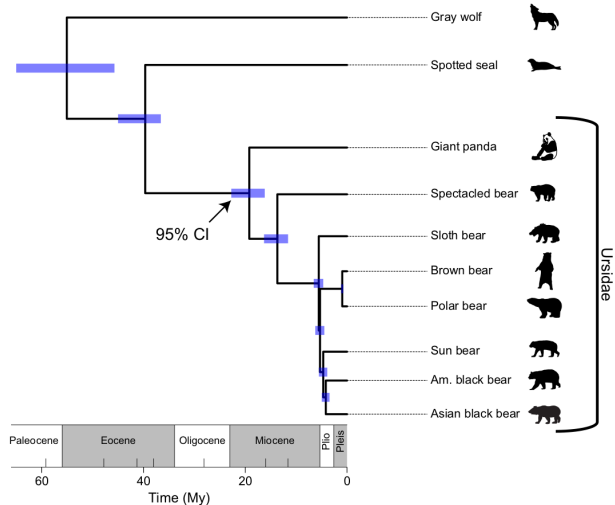 Gray wolf
Spotted seal
Giant panda
Spectacled bear
95% CI
Sloth bear
Brown bear
Polar bear
Sun bear
Am. black bear
Asian black bear
Ursidae
Paleocene Eocene Oligocene Miocene Plio Pleis
60 40 20 0
Time (My)